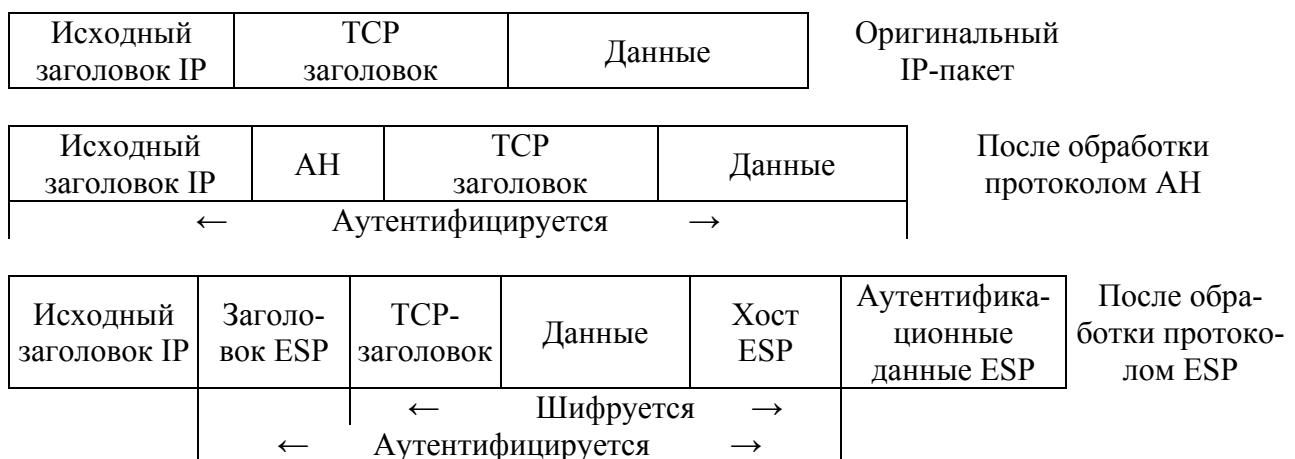 Исходный
заголовок IP
TCP
заголовок
Данные
Оригинальный
IP-пакет
Исходный
заголовок IP
AH
TCP
заголовок
Данные
После обработки
протоколом AH
← Аутентифицируется →
Исходный
заголовок IP
Заголо-
вок ESP
TCP-
заголовок
Данные
Хост
ESP
Аутентифика-
ционные
данные ESP
После обра-
ботки протоко-
лом ESP
← Шифруется →
← Аутентифицируется →